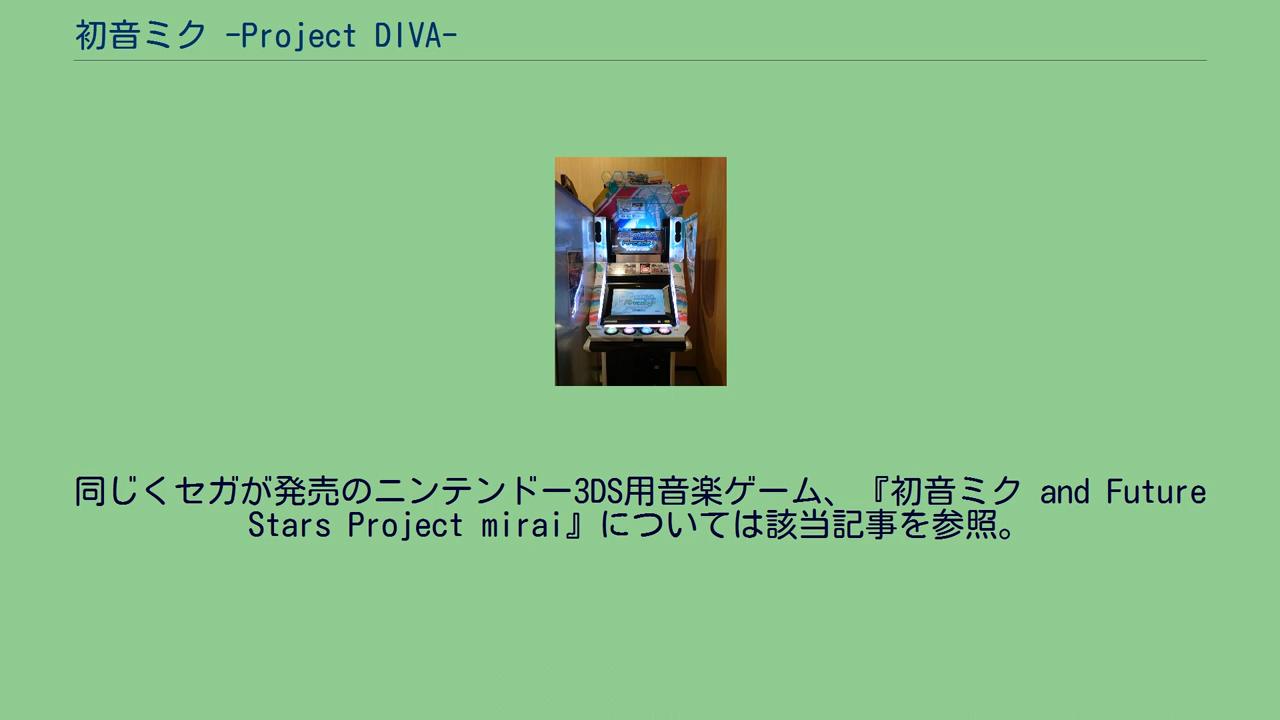 初音ミク -Project DIVA-
同じくセガが発売のニンテンドー3DS用音楽ゲーム、『初音ミク and Future
Stars Project mirai』については該当記事を参照。